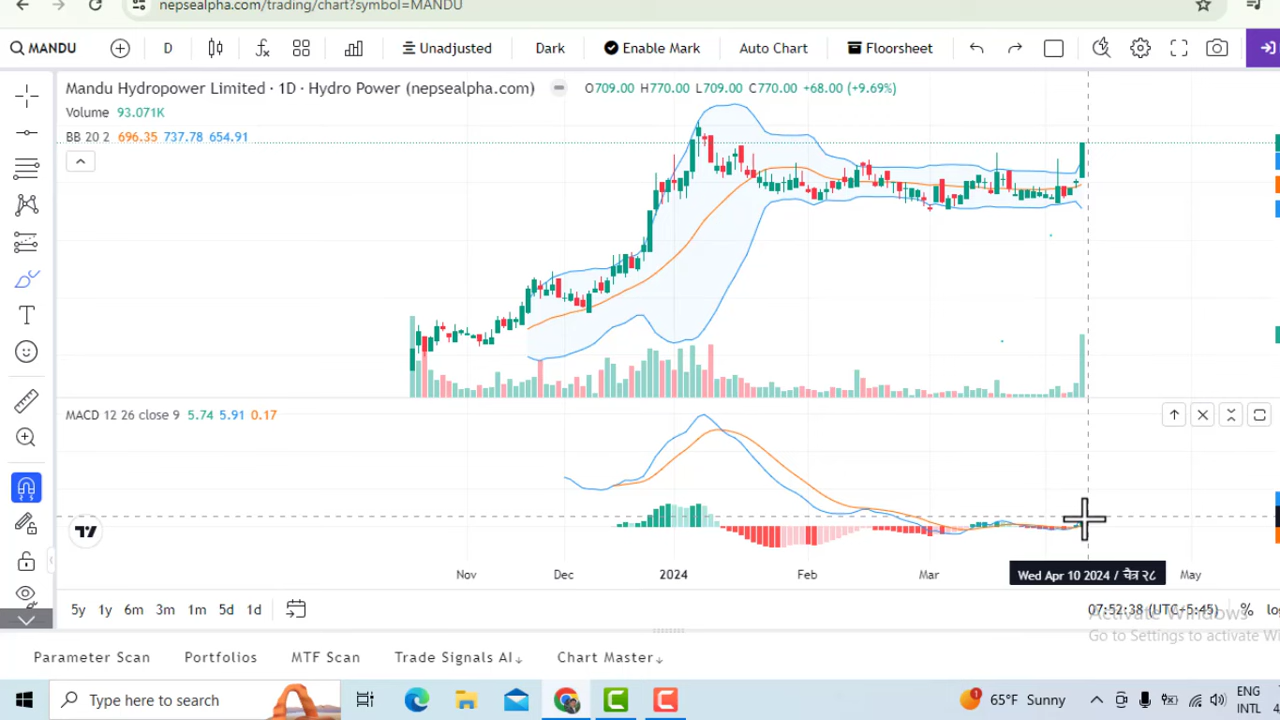 nepsealpha.com/trading/chart?symbol=MANDU
MANDU D Unadjusted Dark Enable Mark Auto Chart Floorsheet
Mandu Hydropower Limited · 1D · Hydro Power (nepsealpha.com) O709.00 H770.00 L709.00 C770.00 +68.00 (+9.69%)
Volume 93.071K
BB 20 2 696.35 737.78 654.91
MACD 12 26 close 9 5.74 5.91 0.17
Nov Dec 2024 Feb Mar Wed Apr 10 2024 / चैत्र २८ May
5y 1y 6m 3m 1m 5d 1d 07:52:38 (UTC+5:45) %
Activate Windows
Go to Settings to activate
Parameter Scan Portfolios MTF Scan Trade Signals AI Chart Master
Type here to search 1 65°F Sunny ENG
INTL